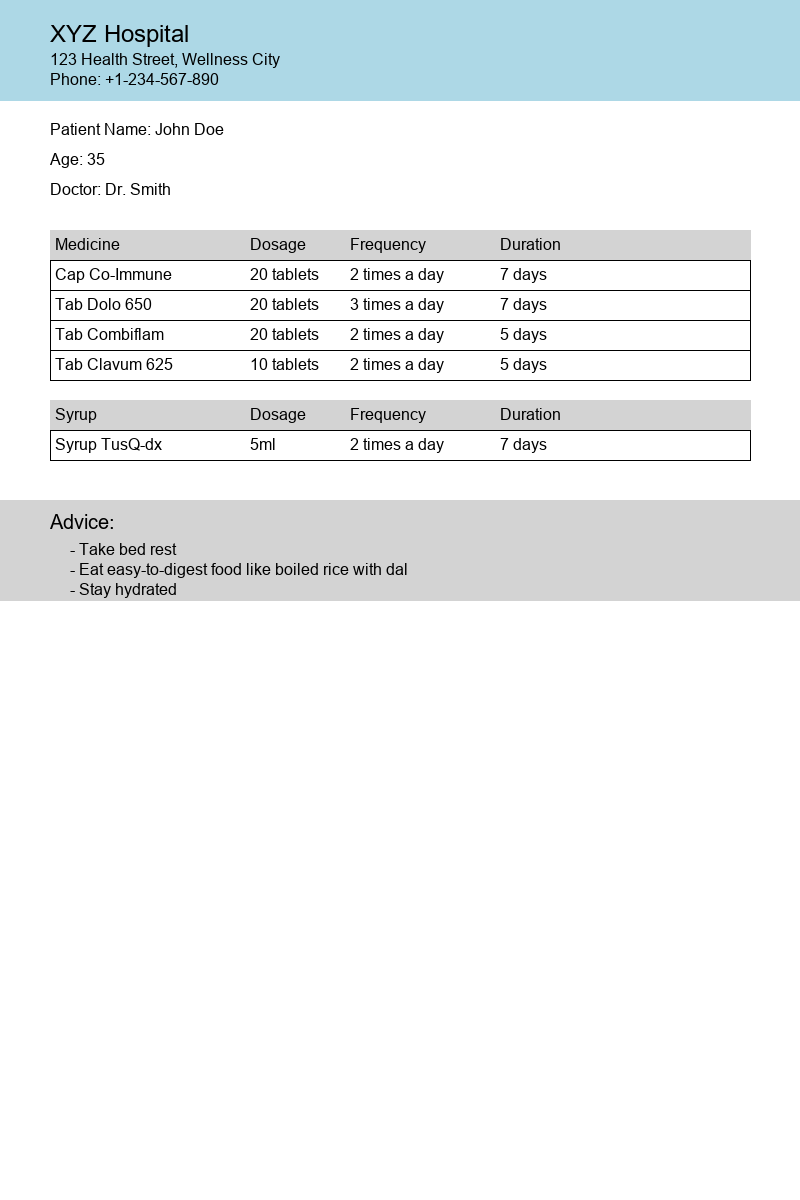 XYZ Hospital
123 Health Street, Wellness City
Phone: +1-234-567-890
Patient Name: John Doe
Age: 35
Doctor: Dr. Smith
Medicine Dosage Frequency Duration
Cap Co-Immune 20 tablets 2 times a day 7 days
Tab Dolo 650 20 tablets 3 times a day 7 days
Tab Combiflam 20 tablets 2 times a day 5 days
Tab Clavum 625 10 tablets 2 times a day 5 days
Syrup Dosage Frequency Duration
Syrup TusQ-dx 5ml 2 times a day 7 days
Advice:
- Take bed rest
- Eat easy-to-digest food like boiled rice with dal
- Stay hydrated